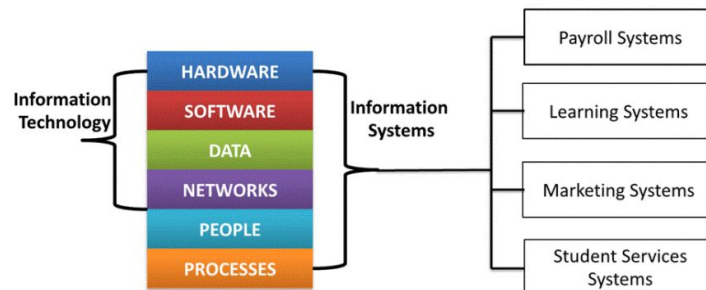 Information
Technology
HARDWARE
SOFTWARE
DATA
NETWORKS
PEOPLE
PROCESSES
Information
Systems
Payroll Systems
Learning Systems
Marketing Systems
Student Services
Systems